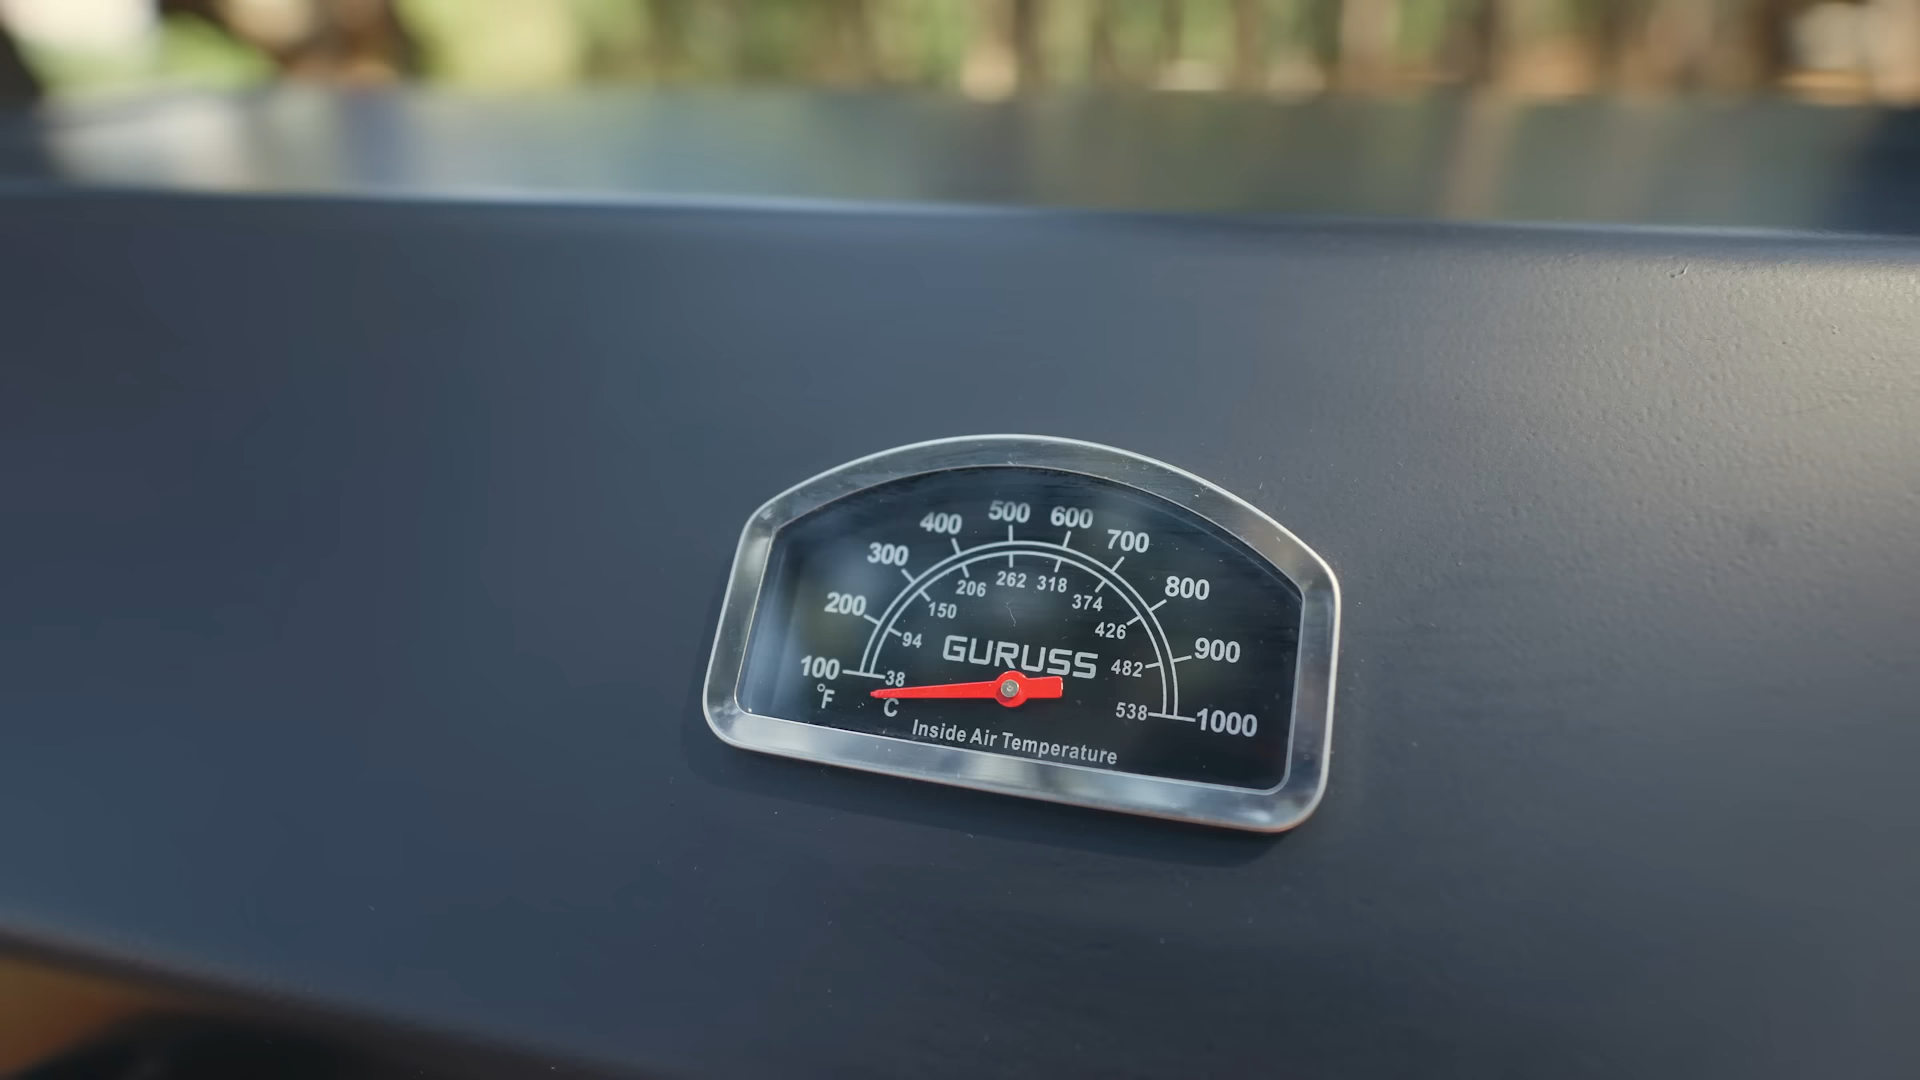 100 200 300 400 500 600 700 800 900 1000
38 94 150 206 262 318 374 426 482 538
°F
°C
GURUSS
Inside Air Temperature